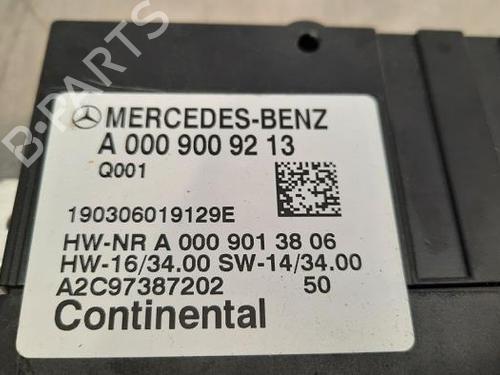 MERCEDES-BENZ
A 000 900 92 13
Q001
190306019129E
HW-NR A 000 901 38 06
HW-16/34.00 SW-14/34.00
A2C97387202 50
Continental
B-PARTS